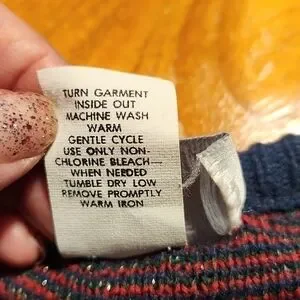 TURN GARMENT
INSIDE OUT
MACHINE WASH
WARM
GENTLE CYCLE
USE ONLY NON-
CHLORINE BLEACH—
WHEN NEEDED
TUMBLE DRY LOW
REMOVE PROMPTLY
WARM IRON